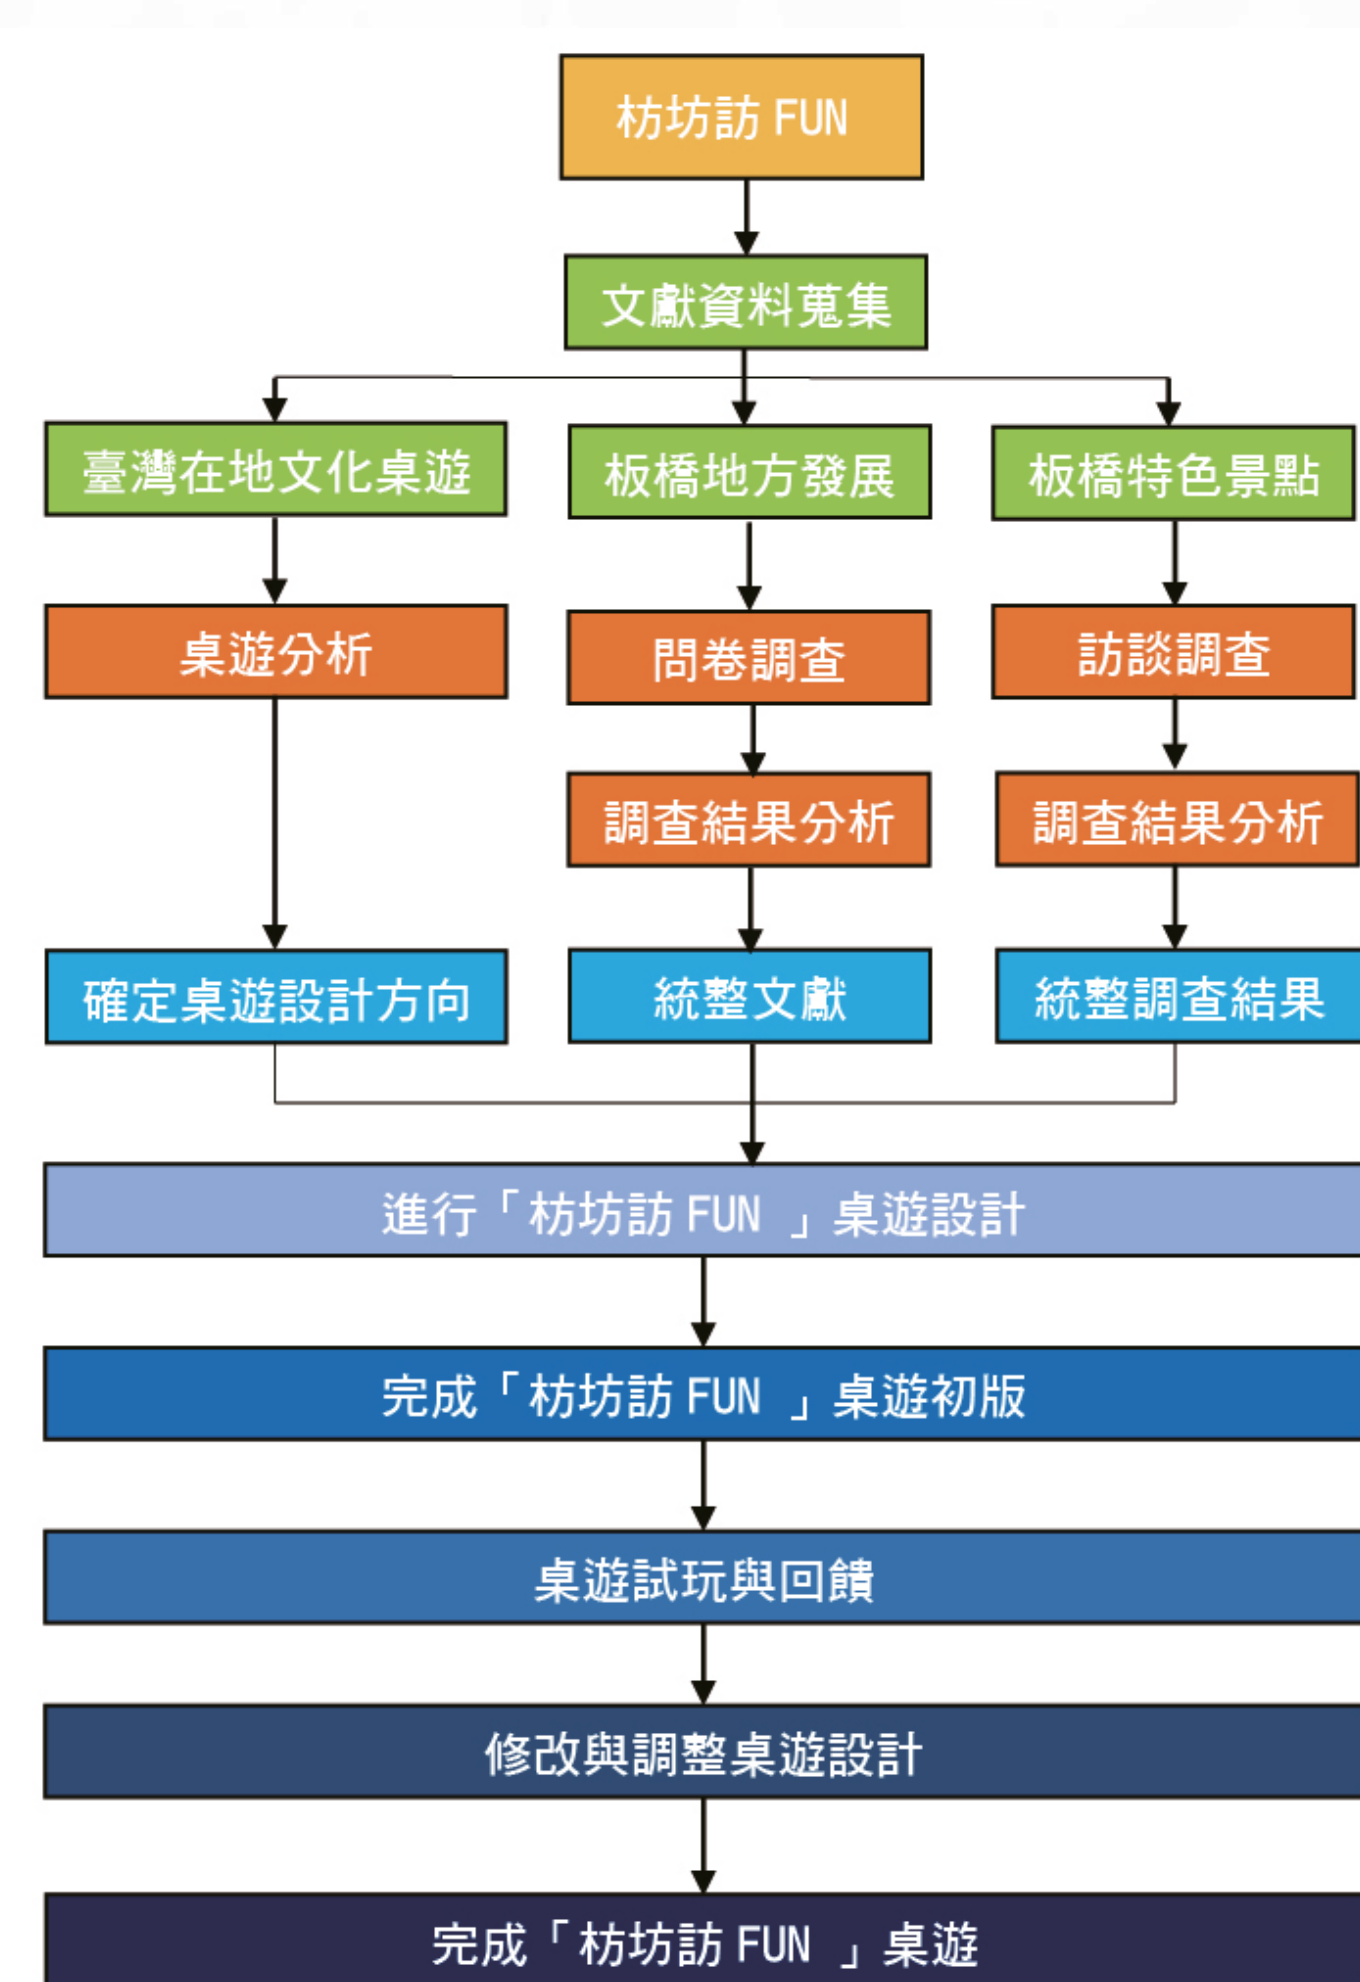 枋坊訪 FUN
文獻資料蒐集
臺灣在地文化桌遊
板橋地方發展
板橋特色景點
桌遊分析
問卷調查
訪談調查
調查結果分析
調查結果分析
確定桌遊設計方向
統整文獻
統整調查結果
進行「枋坊訪 FUN 」桌遊設計
完成「枋坊訪 FUN 」桌遊初版
桌遊試玩與回饋
修改與調整桌遊設計
完成「枋坊訪 FUN 」桌遊